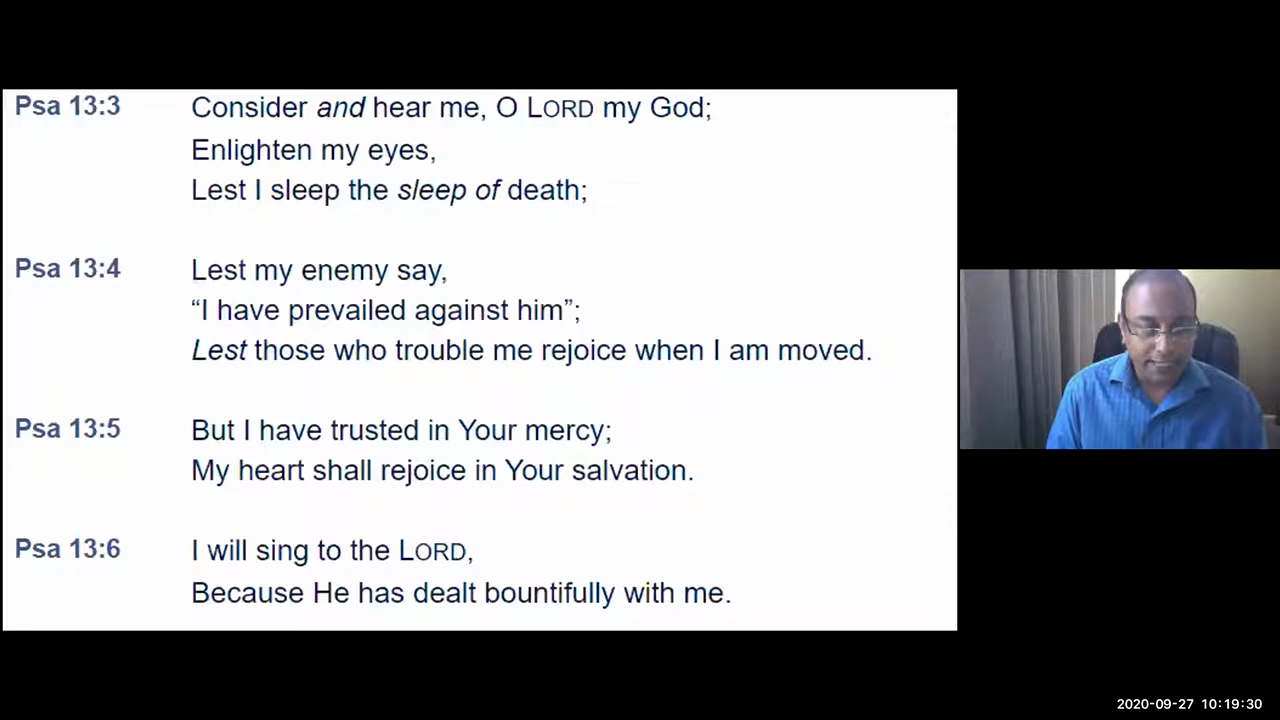 Psa 13:3 Consider and hear me, O LORD my God;
Enlighten my eyes,
Lest I sleep the sleep of death;
Psa 13:4 Lest my enemy say,
“I have prevailed against him”;
Lest those who trouble me rejoice when I am moved.
Psa 13:5 But I have trusted in Your mercy;
My heart shall rejoice in Your salvation.
Psa 13:6 I will sing to the LORD,
Because He has dealt bountifully with me.
2020-09-27 10:19:30